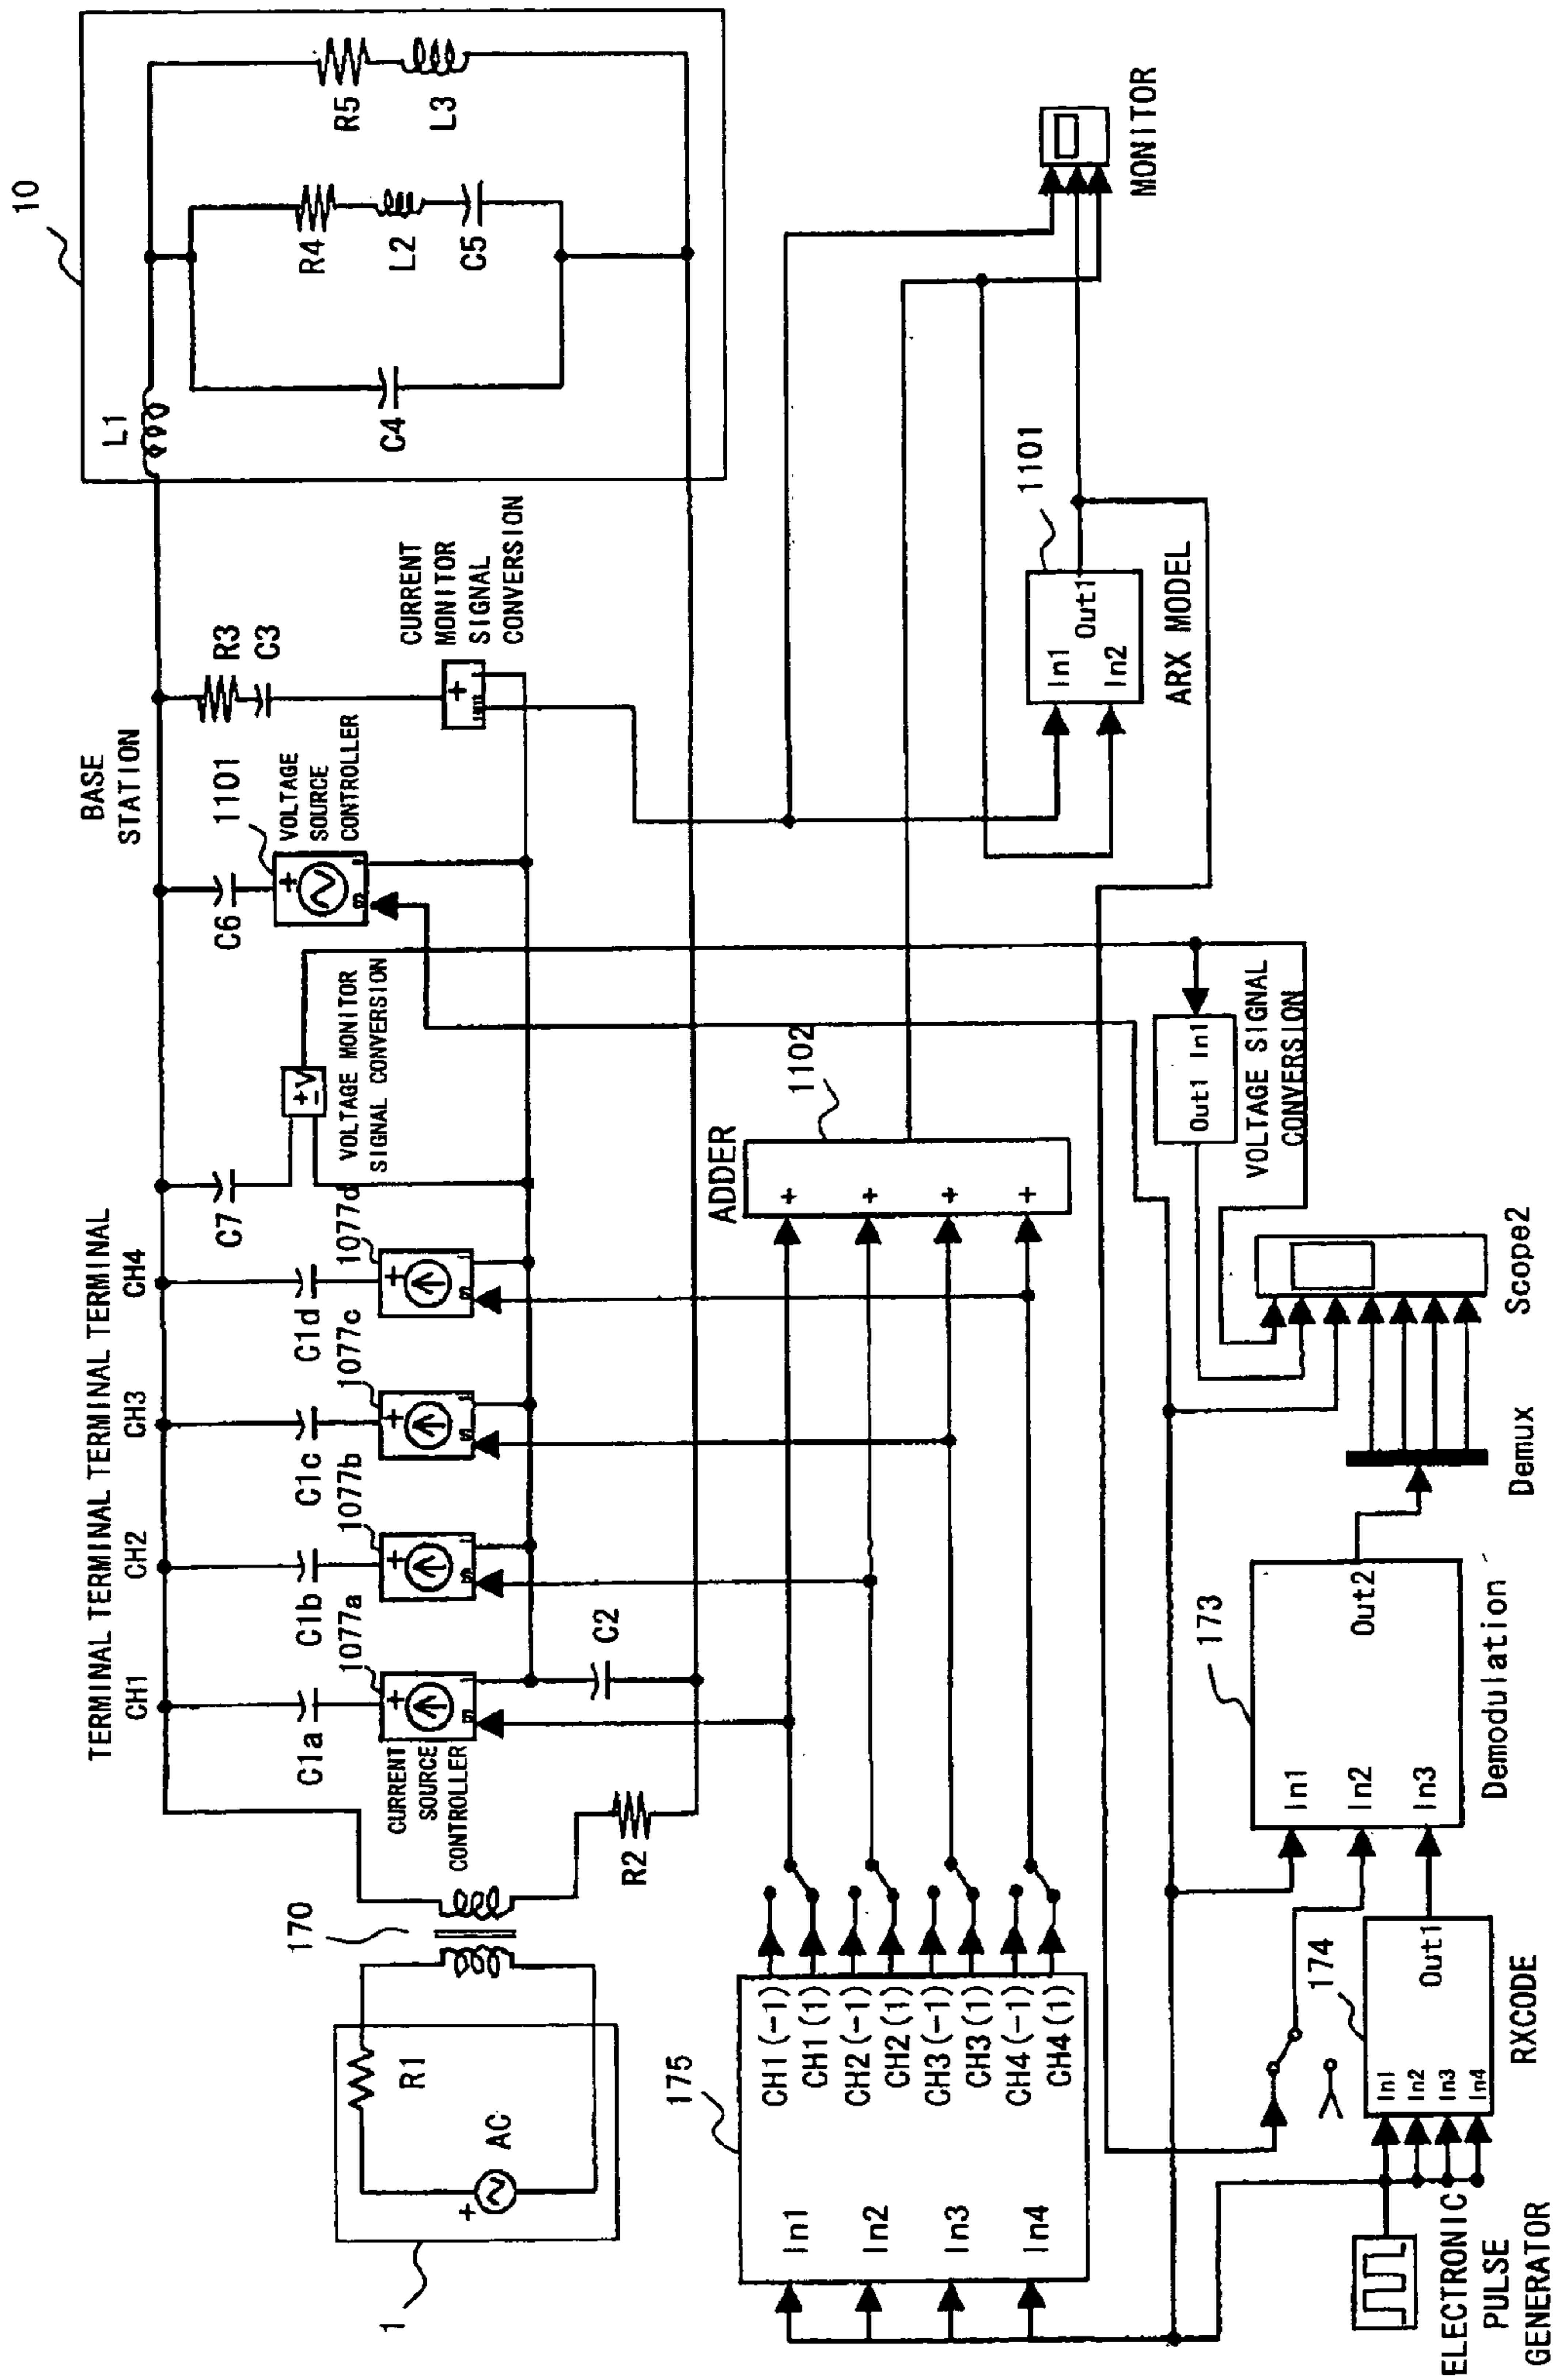 10
L1
R5
L3
R4
L2
C5
C4
BASE
STATION
R3
C3
1101
VOLTAGE
SOURCE
CONTROLLER
C6
+
CURRENT
MONITOR
SIGNAL
CONVERSION
+
MONITOR
1101
In1
In2
Out1
ARX MODEL
TERMINAL TERMINAL TERMINAL TERMINAL
CH1
CH2
CH3
CH4
C7
±V
VOLTAGE MONITOR
SIGNAL CONVERSION
C1a
C1b
C1c
C1d
1077a
1077b
1077c
1077d
+
+
+
+
CURRENT
SOURCE
CONTROLLER
C2
R2
170
1
R1
AC
+
ADDER
1102
+
+
+
+
Out1 In1
VOLTAGE SIGNAL
CONVERSION
Scope2
Demux
175
In1
In2
In3
In4
CH1(-1)
CH1(1)
CH2(-1)
CH2(1)
CH3(-1)
CH3(1)
CH4(-1)
CH4(1)
173
In1
In2
In3
Out2
Demodulation
174
In1
In2
In3
In4
Out1
RXCODE
ELECTRONIC
PULSE
GENERATOR